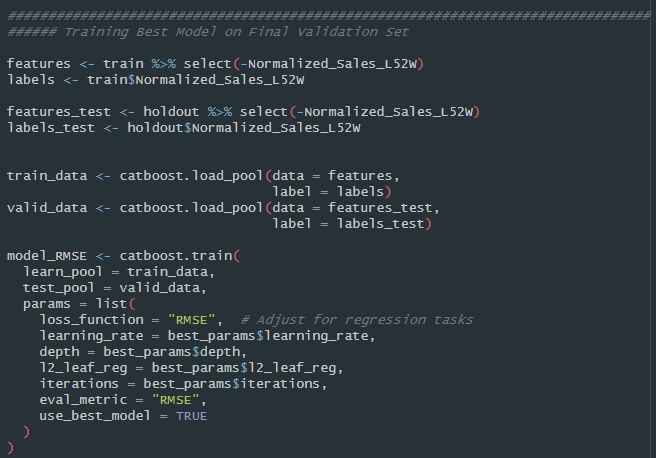 ################################################################################
###### Training Best Model on Final Validation Set
features <- train %>% select(-Normalized_Sales_L52W)
labels <- train$Normalized_Sales_L52W
features_test <- holdout %>% select(-Normalized_Sales_L52W)
labels_test <- holdout$Normalized_Sales_L52W
train_data <- catboost.load_pool(data = features,
label = labels)
valid_data <- catboost.load_pool(data = features_test,
label = labels_test)
model_RMSE <- catboost.train(
learn_pool = train_data,
test_pool = valid_data,
params = list(
loss_function = "RMSE",  # Adjust for regression tasks
learning_rate = best_params$learning_rate,
depth = best_params$depth,
l2_leaf_reg = best_params$l2_leaf_reg,
iterations = best_params$iterations,
eval_metric = "RMSE",
use_best_model = TRUE
)
)